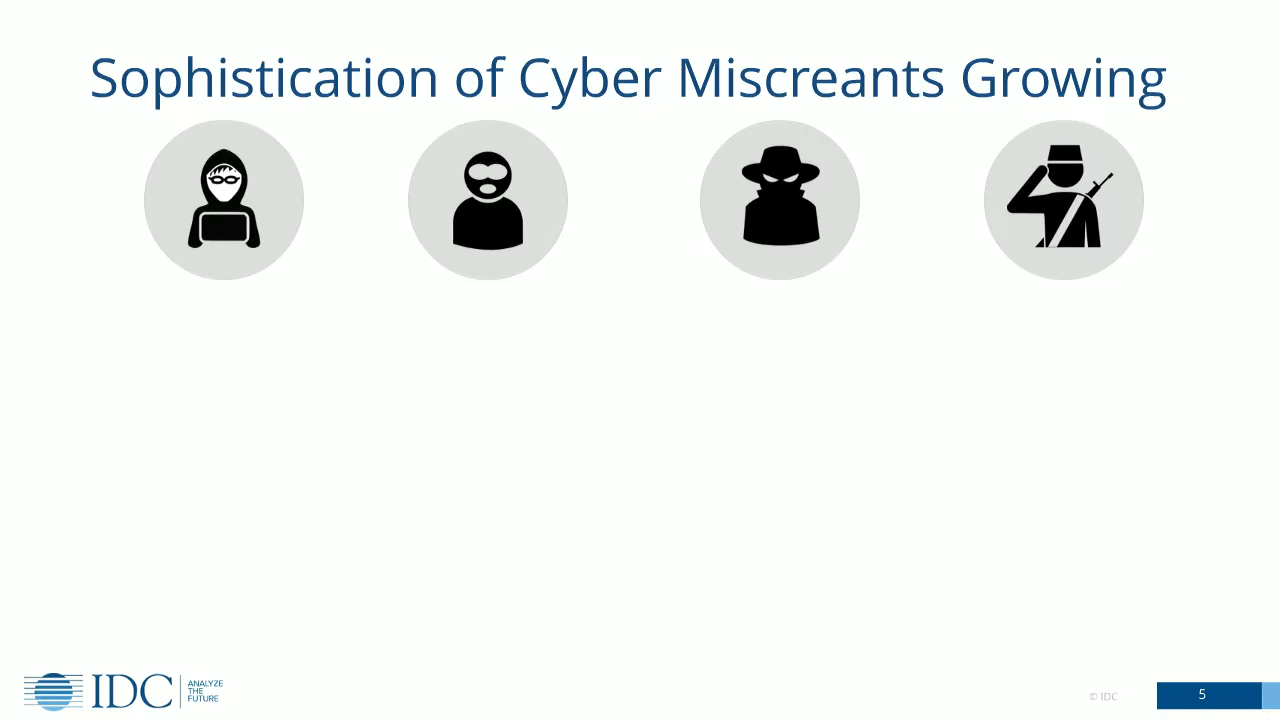 Sophistication of Cyber Miscreants Growing
IDC
ANALYZE
THE
FUTURE
© IDC
5